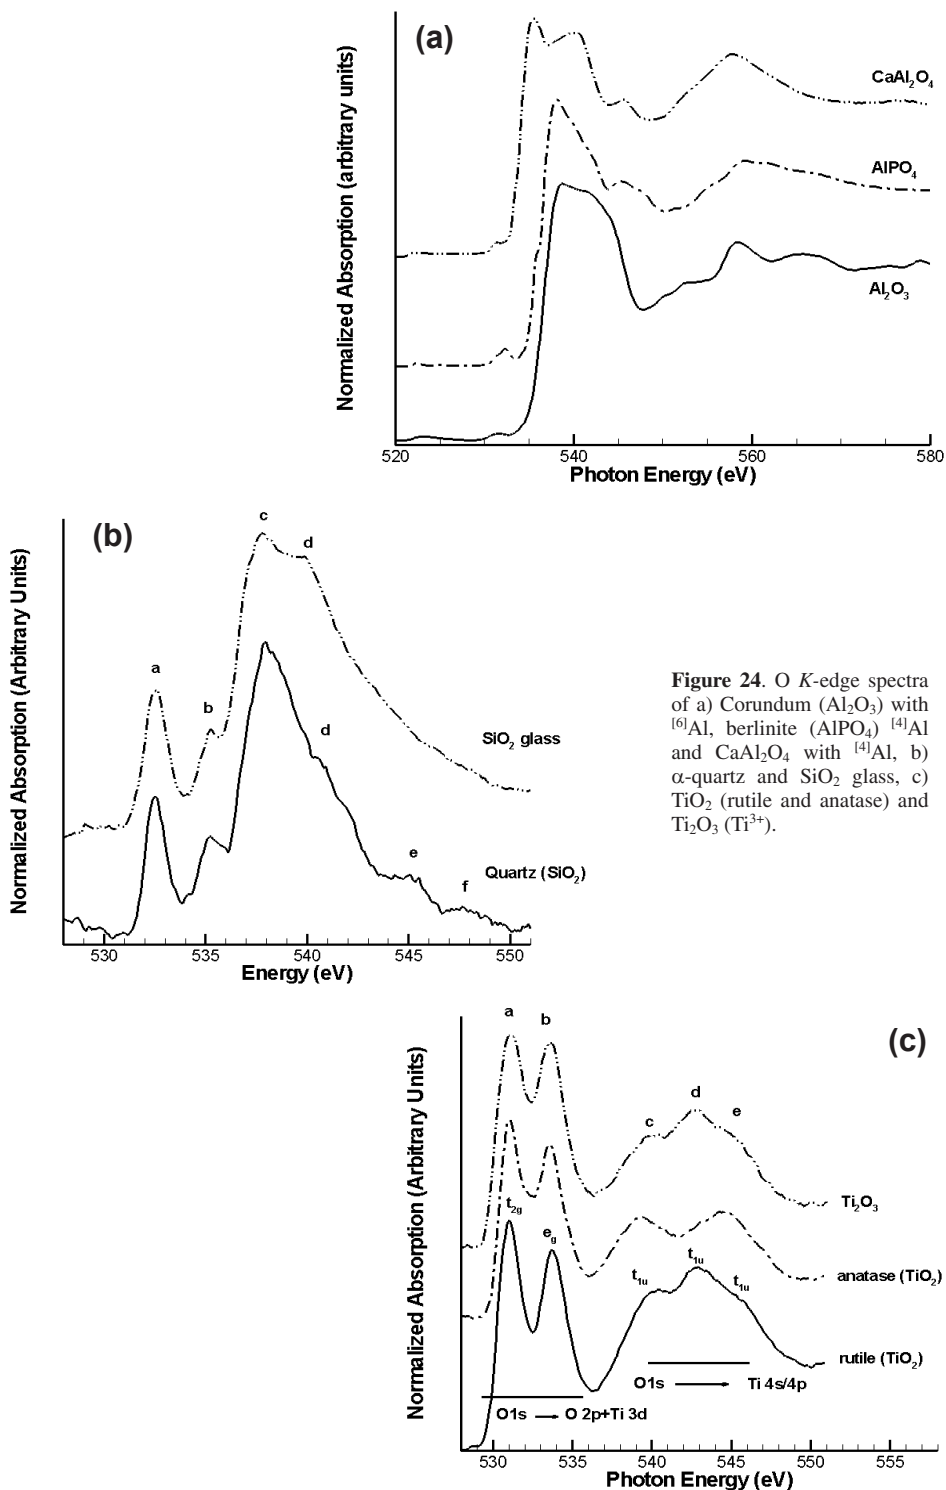 (a)
Normalized Absorption (arbitrary units)
CaAl₂O₄
AlPO₄
Al₂O₃
520 540 560 580
Photon Energy (eV)
(b)
Normalized Absorption (Arbitrary Units)
c
d
a
b
SiO₂ glass
d
e
f
Quartz (SiO₂)
530 535 540 545 550
Energy (eV)
Figure 24. O K-edge spectra
of a) Corundum (Al₂O₃) with
[6]Al, berlinite (AlPO₄) [4]Al
and CaAl₂O₄ with [4]Al, b)
α-quartz and SiO₂ glass, c)
TiO₂ (rutile and anatase) and
Ti₂O₃ (Ti³⁺).
(c)
Normalized Absorption (Arbitrary Units)
a
b
c
d
e
Ti₂O₃
t2g
eg
anatase (TiO₂)
t1u
t1u
t1u
rutile (TiO₂)
O1s Ti 4s/4p
O1s O 2p+Ti 3d
530 535 540 545 550 555
Photon Energy (eV)